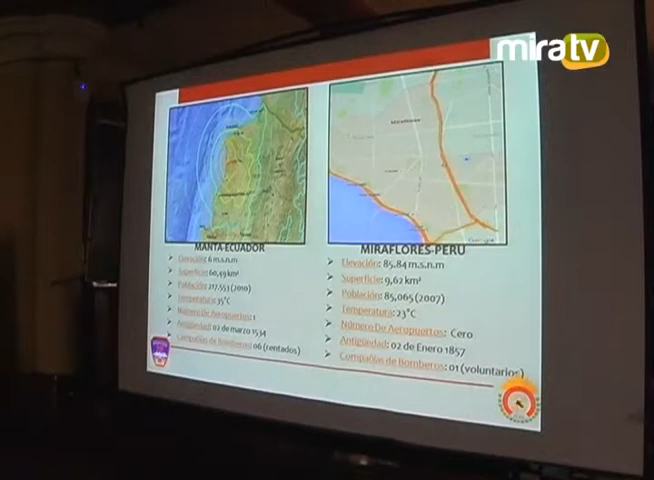 miratv
MANTA-ECUADOR
Elevación: 6 m.s.n.m
Superficie: 60,49 km²
Población: 217.553 (2010)
Temperatura: 35°C
Número De Aeropuertos: 1
Antigüedad: 02 de marzo 1534
Compañías de Bomberos: 06 (rentados)
MIRAFLORES-PERU
Elevación: 85.84 m.s.n.m
Superficie: 9,62 km²
Población: 85,065 (2007)
Temperatura: 23°C
Número De Aeropuertos: Cero
Antigüedad: 02 de Enero 1857
Compañías de Bomberos: 01 (voluntarios)